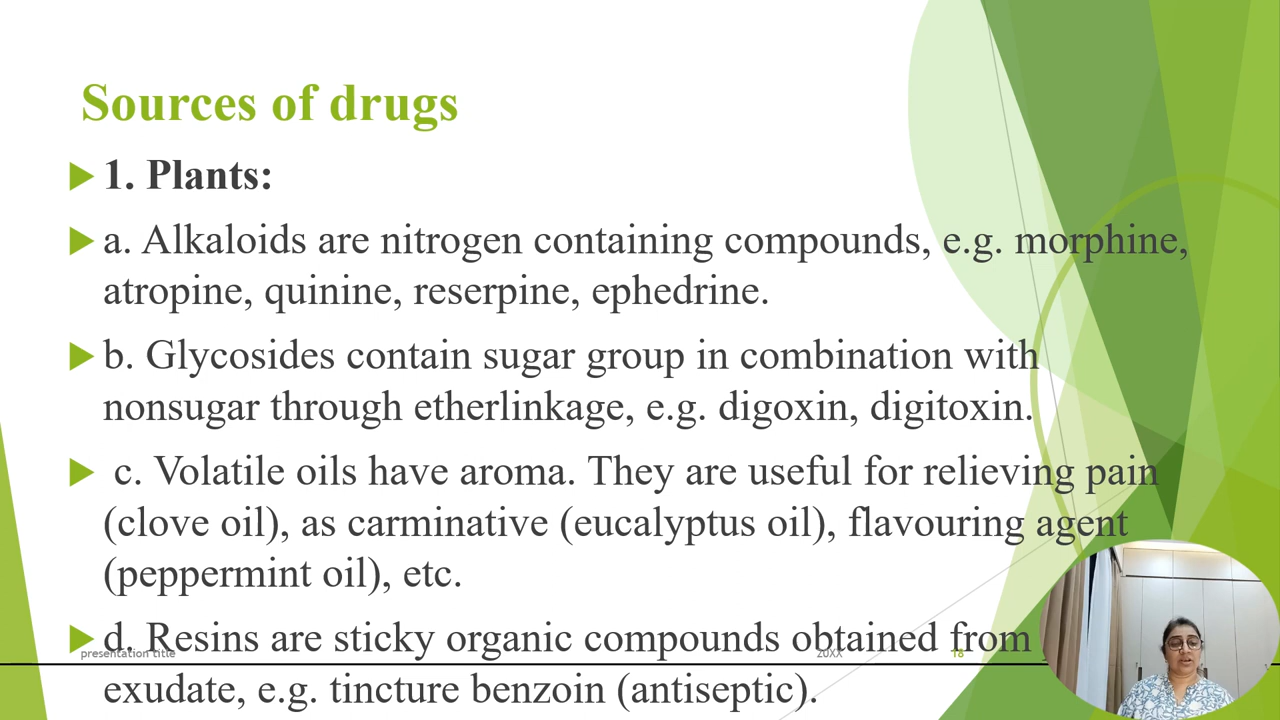 Sources of drugs
1. Plants:
a. Alkaloids are nitrogen containing compounds, e.g. morphine,
atropine, quinine, reserpine, ephedrine.
b. Glycosides contain sugar group in combination with
nonsugar through etherlinkage, e.g. digoxin, digitoxin.
c. Volatile oils have aroma. They are useful for relieving pain
(clove oil), as carminative (eucalyptus oil), flavouring agent
(peppermint oil), etc.
d. Resins are sticky organic compounds obtained from
presentation title 20XX 18
exudate, e.g. tincture benzoin (antiseptic).